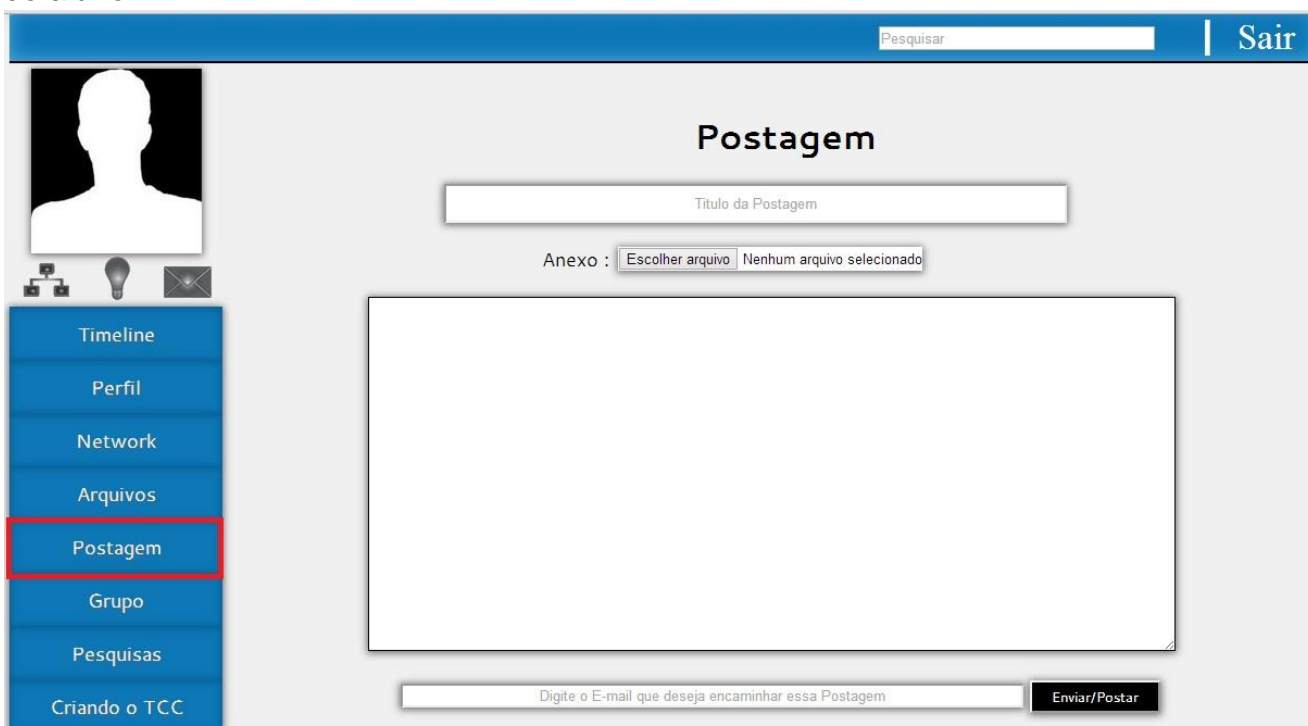 Pesquisar
Sair
Postagem
Titulo da Postagem
Anexo : Escolher arquivo Nenhum arquivo selecionado
Timeline
Perfil
Network
Arquivos
Postagem
Grupo
Pesquisas
Criando o TCC
Digite o E-mail que deseja encaminhar essa Postagem
Enviar/Postar